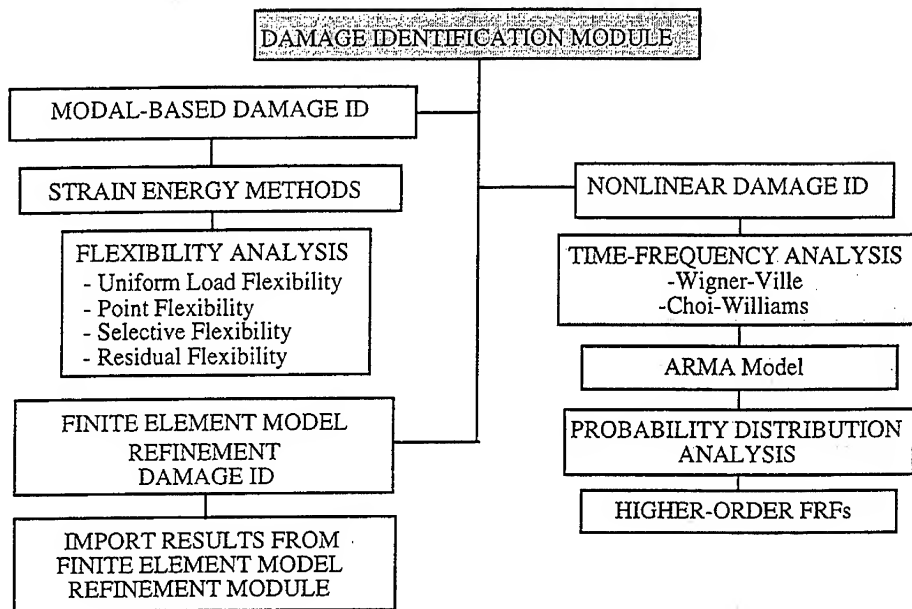 DAMAGE IDENTIFICATION MODULE
MODAL-BASED DAMAGE ID
STRAIN ENERGY METHODS
FLEXIBILITY ANALYSIS
- Uniform Load Flexibility
- Point Flexibility
- Selective Flexibility
- Residual Flexibility
FINITE ELEMENT MODEL
REFINEMENT
DAMAGE ID
IMPORT RESULTS FROM
FINITE ELEMENT MODEL
REFINEMENT MODULE
NONLINEAR DAMAGE ID
TIME-FREQUENCY ANALYSIS
-Wigner-Ville
-Choi-Williams
ARMA Model
PROBABILITY DISTRIBUTION
ANALYSIS
HIGHER-ORDER FRFs